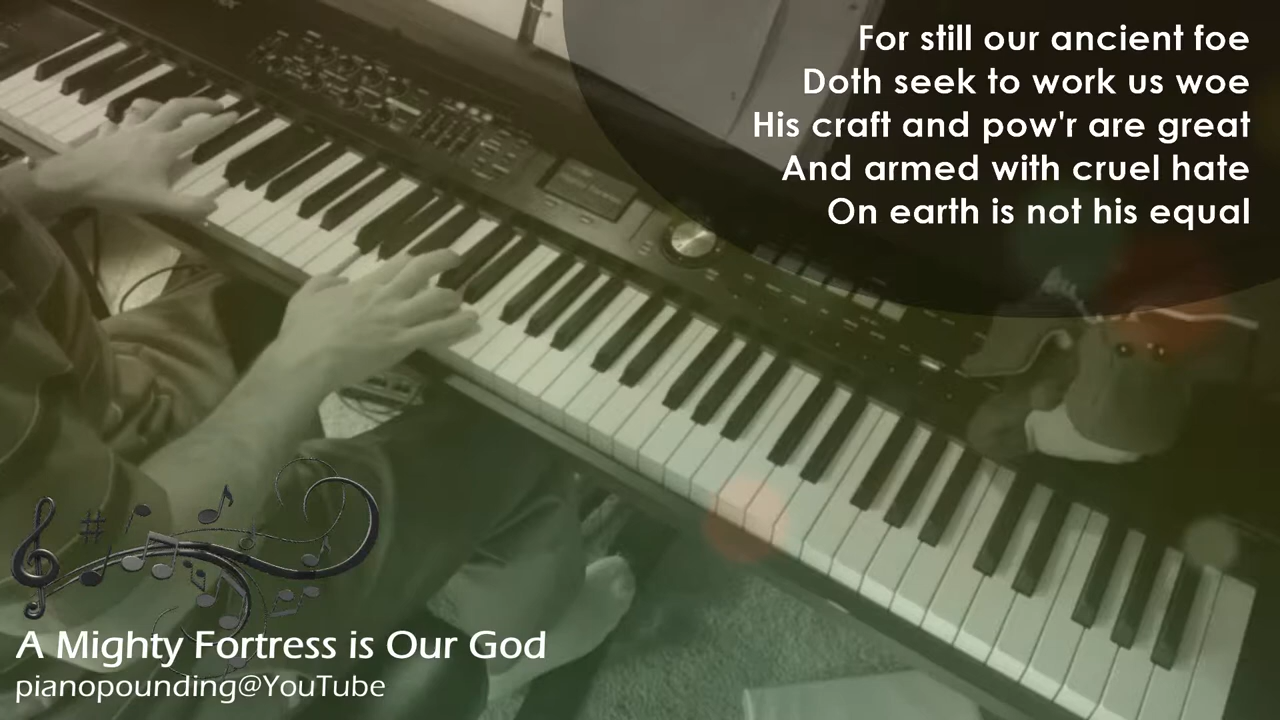 For still our ancient foe
Doth seek to work us woe
His craft and pow'r are great
And armed with cruel hate
On earth is not his equal
A Mighty Fortress is Our God
pianopounding@YouTube